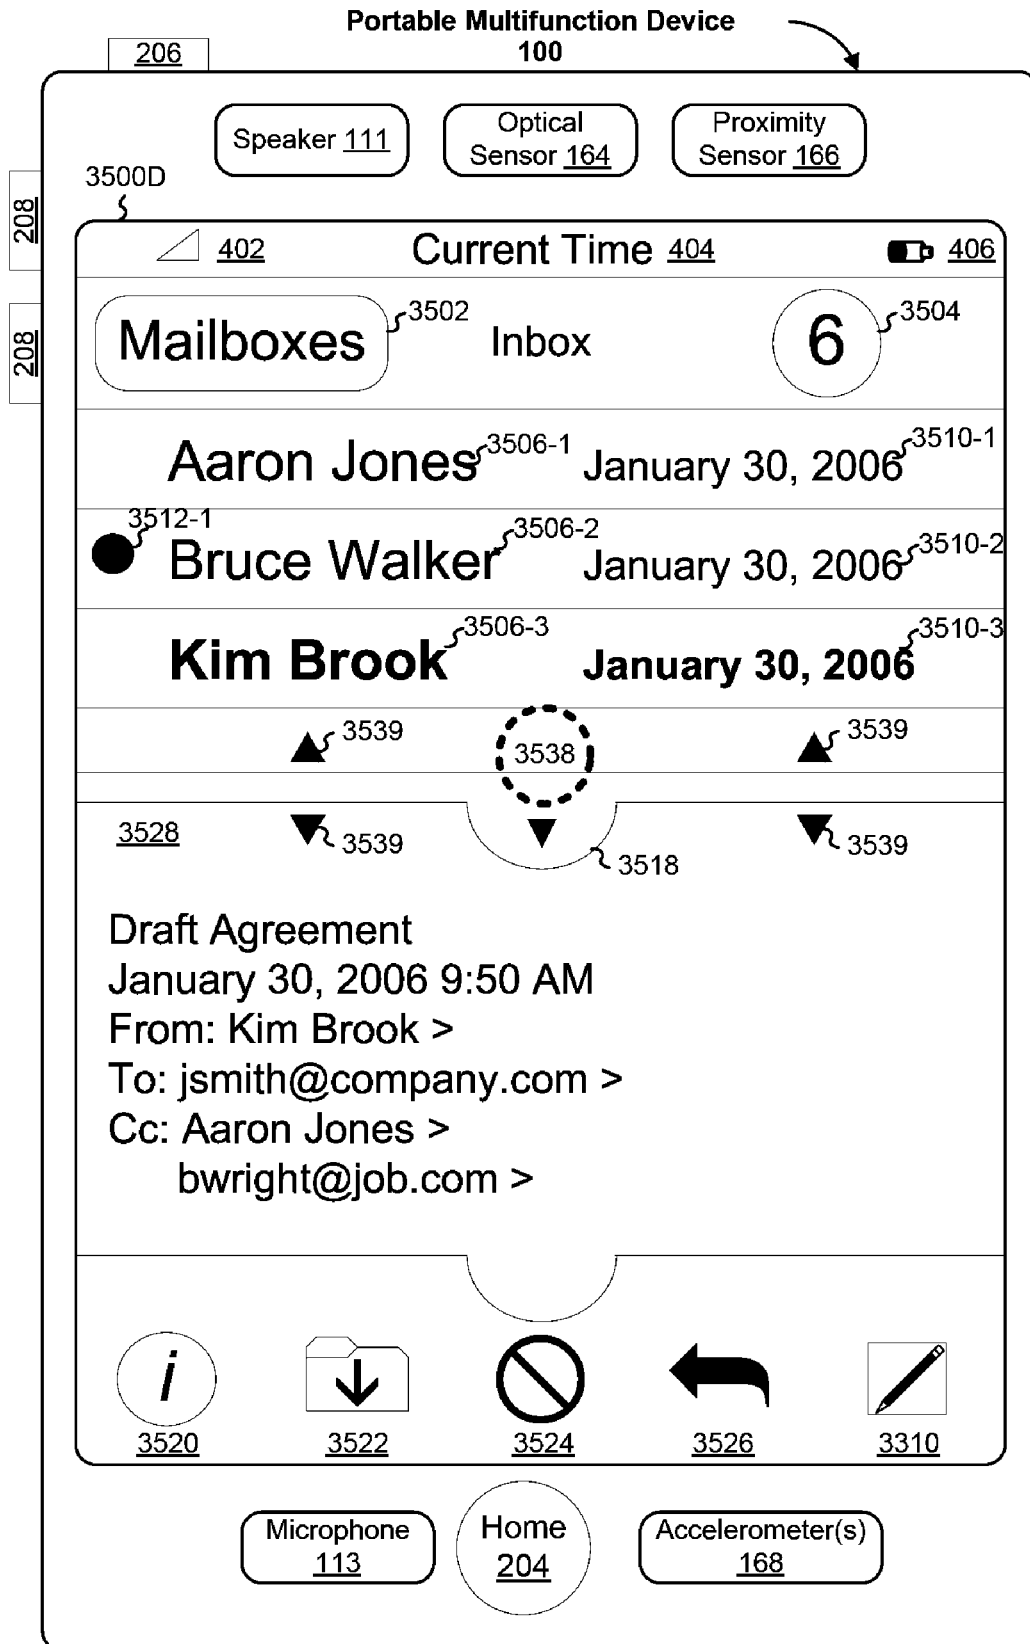 Portable Multifunction Device
100
206
Speaker 111
Optical
Sensor 164
Proximity
Sensor 166
3500D
208
208
402 Current Time 404 406
Mailboxes 3502 Inbox 6 3504
Aaron Jones 3506-1 January 30, 2006 3510-1
3512-1 Bruce Walker 3506-2 January 30, 2006 3510-2
Kim Brook 3506-3 January 30, 2006 3510-3
3539 3538 3539
3528 3539 3518 3539
Draft Agreement
January 30, 2006 9:50 AM
From: Kim Brook >
To: jsmith@company.com >
Cc: Aaron Jones >
bwright@job.com >
i
3520 3522 3524 3526 3310
Microphone
113
Home
204
Accelerometer(s)
168